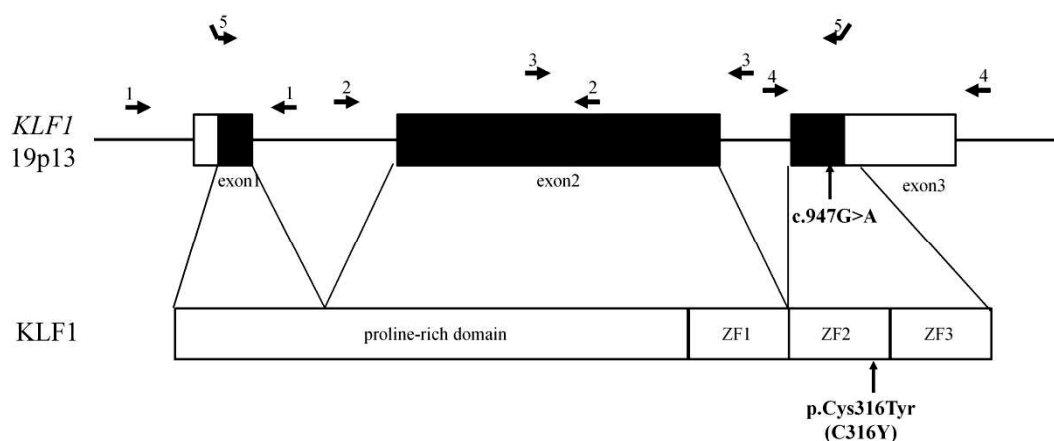 5
5
3
3
1
1
2
2
4
4
KLF1
19p13
exon1
exon2
exon3
c.947G>A
KLF1
proline-rich domain
ZF1
ZF2
ZF3
p.Cys316Tyr
(C316Y)